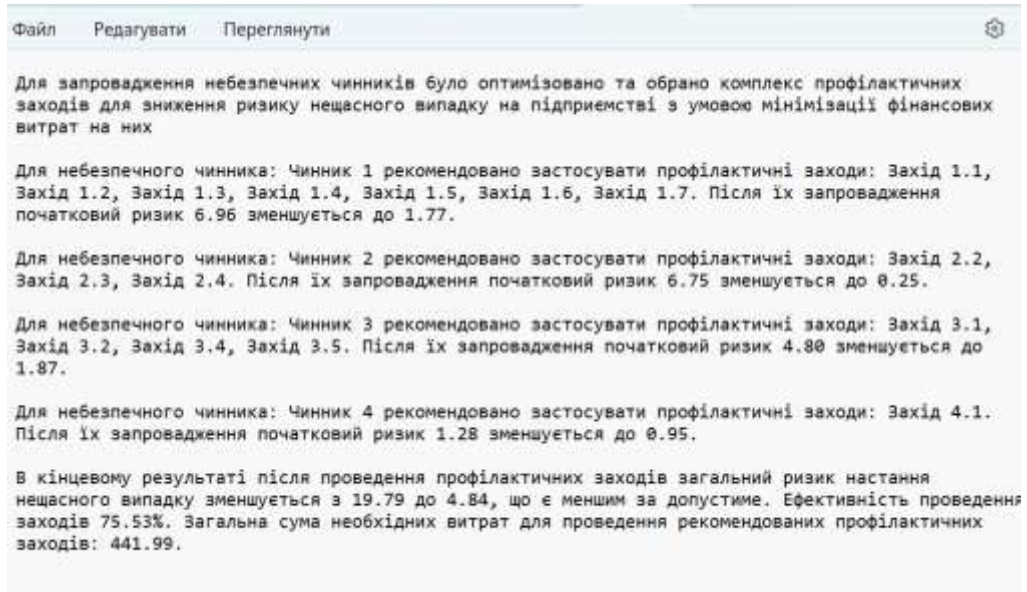 Файл Редагувати Переглянути
Для запровадження небезпечних чинників було оптимізовано та обрано комплекс профілактичних
заходів для зниження ризику нещасного випадку на підприємстві з умовою мінімізації фінансових
витрат на них
Для небезпечного чинника: Чинник 1 рекомендовано застосувати профілактичні заходи: Захід 1.1,
Захід 1.2, Захід 1.3, Захід 1.4, Захід 1.5, Захід 1.6, Захід 1.7. Після їх запровадження
початковий ризик 6.96 зменшується до 1.77.
Для небезпечного чинника: Чинник 2 рекомендовано застосувати профілактичні заходи: Захід 2.2,
Захід 2.3, Захід 2.4. Після їх запровадження початковий ризик 6.75 зменшується до 0.25.
Для небезпечного чинника: Чинник 3 рекомендовано застосувати профілактичні заходи: Захід 3.1,
Захід 3.2, Захід 3.4, Захід 3.5. Після їх запровадження початковий ризик 4.80 зменшується до
1.87.
Для небезпечного чинника: Чинник 4 рекомендовано застосувати профілактичні заходи: Захід 4.1.
Після їх запровадження початковий ризик 1.28 зменшується до 0.95.
В кінцевому результаті після проведення профілактичних заходів загальний ризик настання
нещасного випадку зменшується з 19.79 до 4.84, що є меншим за допустиме. Ефективність проведення
заходів 75.53%. Загальна сума необхідних витрат для проведення рекомендованих профілактичних
заходів: 441.99.